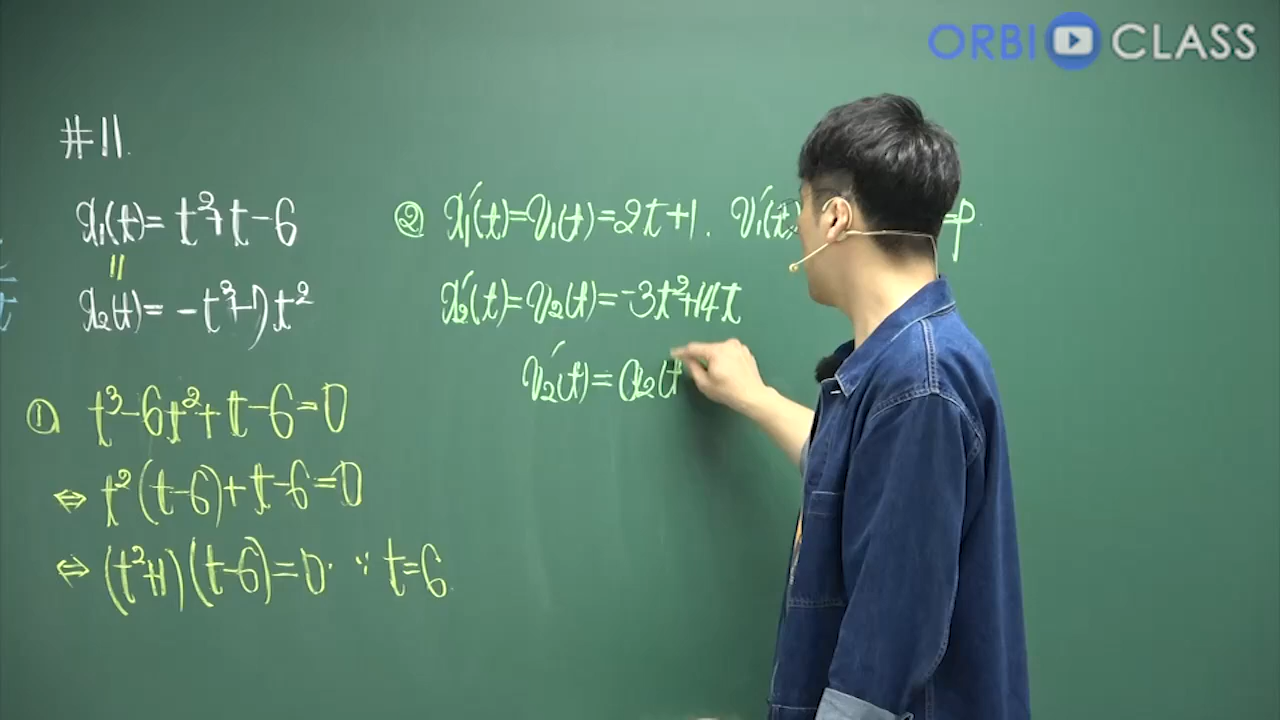 ORBI CLASS
#11.
x₁(t)= t²+t-6
||
x₂(t)= -t³+7t²
① t³-6t²+t-6=0
⇔ t²(t-6)+t-6=0
⇔ (t²+1)(t-6)=0. ∵ t=6.
② x₁′(t)=v₁(t)=2t+1. v₁′(t) =p.
x₂′(t)=v₂(t)=-3t²+14t
v₂′(t)=a₂(t